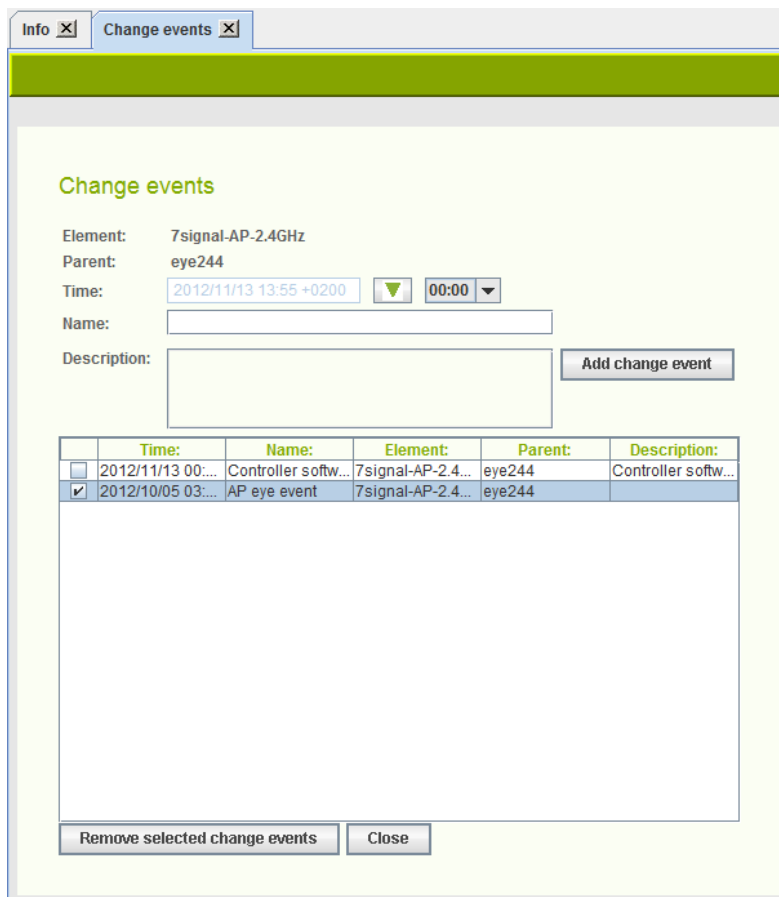 Info Change events
Change events
Element: 7signal-AP-2.4GHz
Parent: eye244
Time: 2012/11/13 13:55 +0200 00:00
Name:
Description: Add change event
Time: Name: Element: Parent: Description:
2012/11/13 00:... Controller softw... 7signal-AP-2.4... eye244 Controller softw...
2012/10/05 03:... AP eye event 7signal-AP-2.4... eye244
Remove selected change events Close